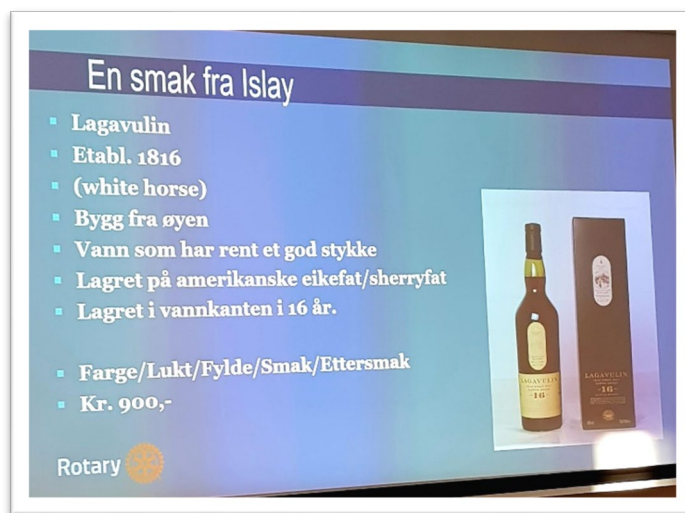 En smak fra Islay
Lagavulin
Etabl. 1816
(white horse)
Bygg fra øyen
Vann som har rent et god stykke
Lagret på amerikanske eikefat/sherryfat
Lagret i vannkanten i 16 år.
Farge/Lukt/Fylde/Smak/Ettersmak
Kr. 900,-
LAGAVULIN
16
LAGAVULIN
16
Rotary